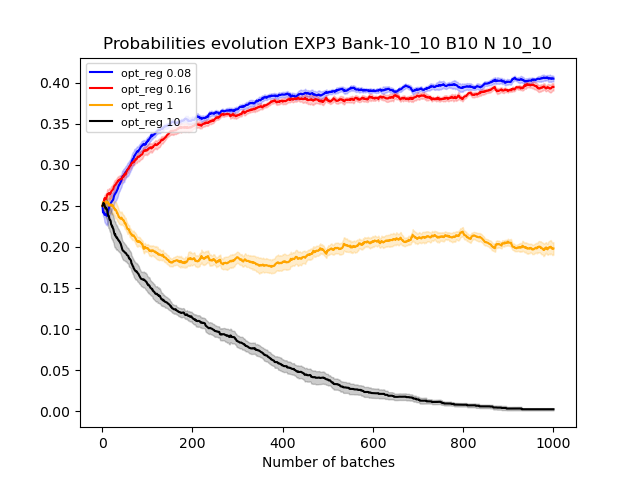 Probabilities evolution EXP3 Bank-10_10 B10 N 10_10
opt_reg 0.08
opt_reg 0.16
opt_reg 1
opt_reg 10
0.40
0.35
0.30
0.25
0.20
0.15
0.10
0.05
0.00
0 200 400 600 800 1000
Number of batches